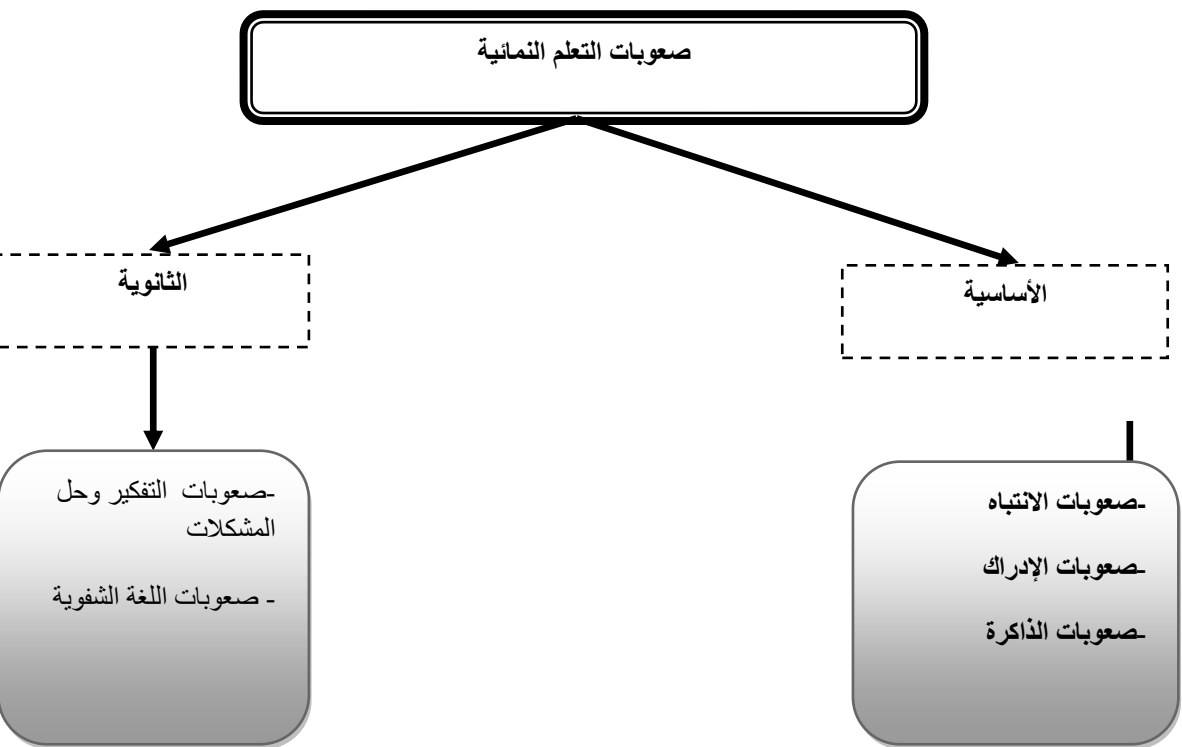 صعوبات التعلم النمائية
الأساسية
الثانوية
-صعوبات الانتباه
-صعوبات الإدراك
-صعوبات الذاكرة
-صعوبات التفكير وحل
المشكلات
- صعوبات اللغة الشفوية